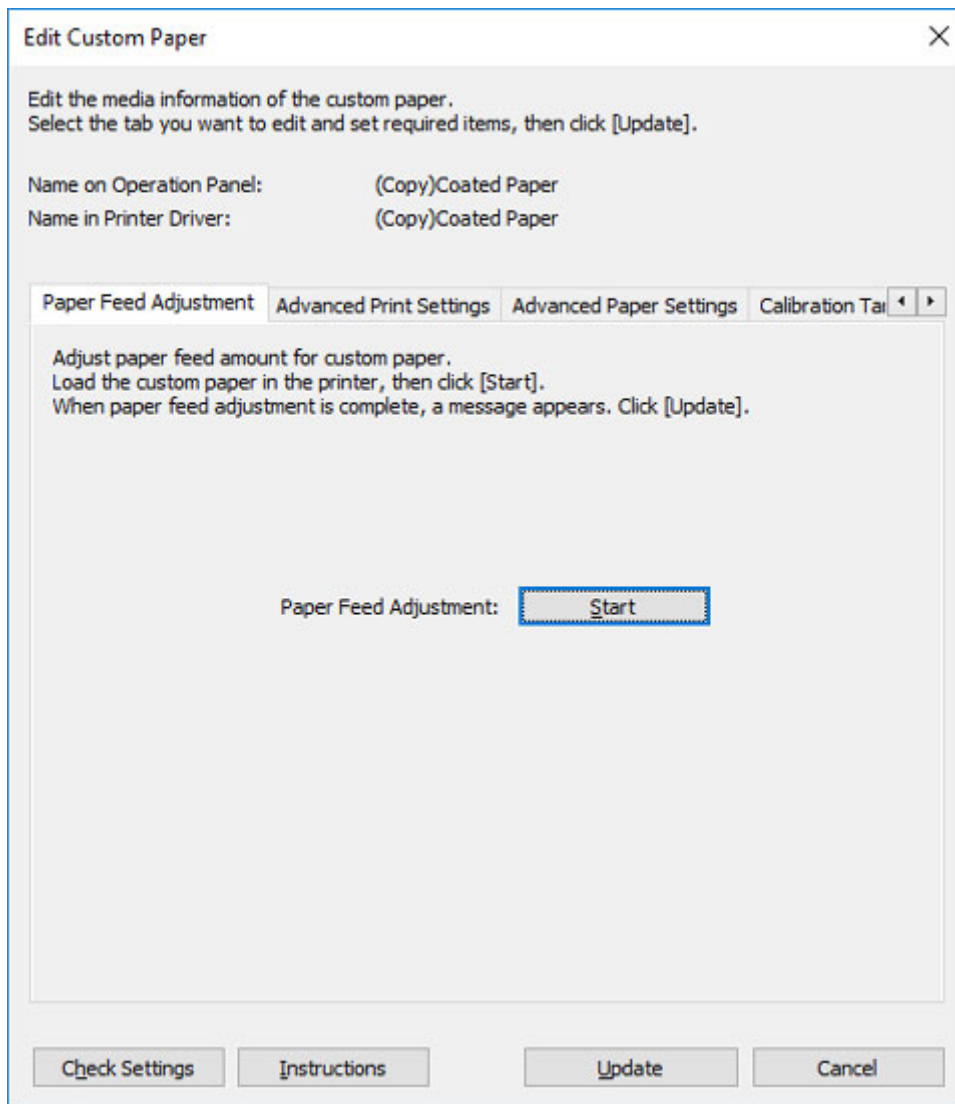 Edit Custom Paper
Edit the media information of the custom paper.
Select the tab you want to edit and set required items, then click [Update].
Name on Operation Panel: (Copy)Coated Paper
Name in Printer Driver: (Copy)Coated Paper
Paper Feed Adjustment Advanced Print Settings Advanced Paper Settings Calibration Tar
Adjust paper feed amount for custom paper.
Load the custom paper in the printer, then click [Start].
When paper feed adjustment is complete, a message appears. Click [Update].
Paper Feed Adjustment: Start
Check Settings Instructions Update Cancel